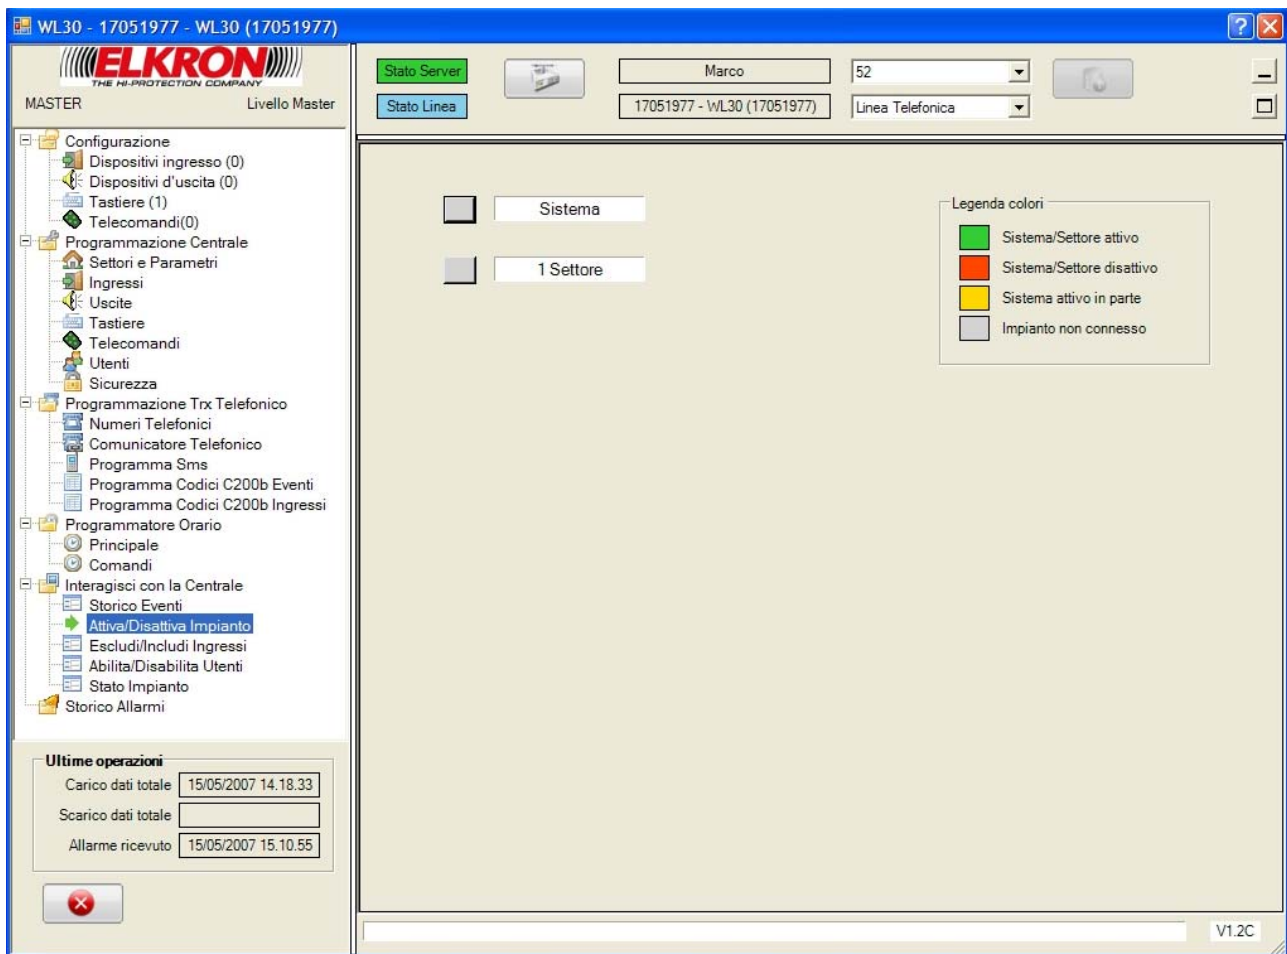 WL30 - 17051977 - WL30 (17051977)
ELKRON
THE HI-PROTECTION COMPANY
MASTER Livello Master
Stato Server Marco 52
Stato Linea 17051977 - WL30 (17051977) Linea Telefonica
Configurazione
Dispositivi ingresso (0)
Dispositivi d'uscita (0)
Tastiere (1)
Telecomandi(0)
Programmazione Centrale
Settori e Parametri
Ingressi
Uscite
Tastiere
Telecomandi
Utenti
Sicurezza
Programmazione Trx Telefonico
Numeri Telefonici
Comunicatore Telefonico
Programma Sms
Programma Codici C200b Eventi
Programma Codici C200b Ingressi
Programmatore Orario
Principale
Comandi
Interagisci con la Centrale
Storico Eventi
Attiva/Disattiva Impianto
Escludi/Includi Ingressi
Abilita/Disabilita Utenti
Stato Impianto
Storico Allarmi
Ultime operazioni
Carico dati totale 15/05/2007 14.18.33
Scarico dati totale
Allarme ricevuto 15/05/2007 15.10.55
Sistema
1 Settore
Legenda colori
Sistema/Settore attivo
Sistema/Settore disattivo
Sistema attivo in parte
Impianto non connesso
V1.2C